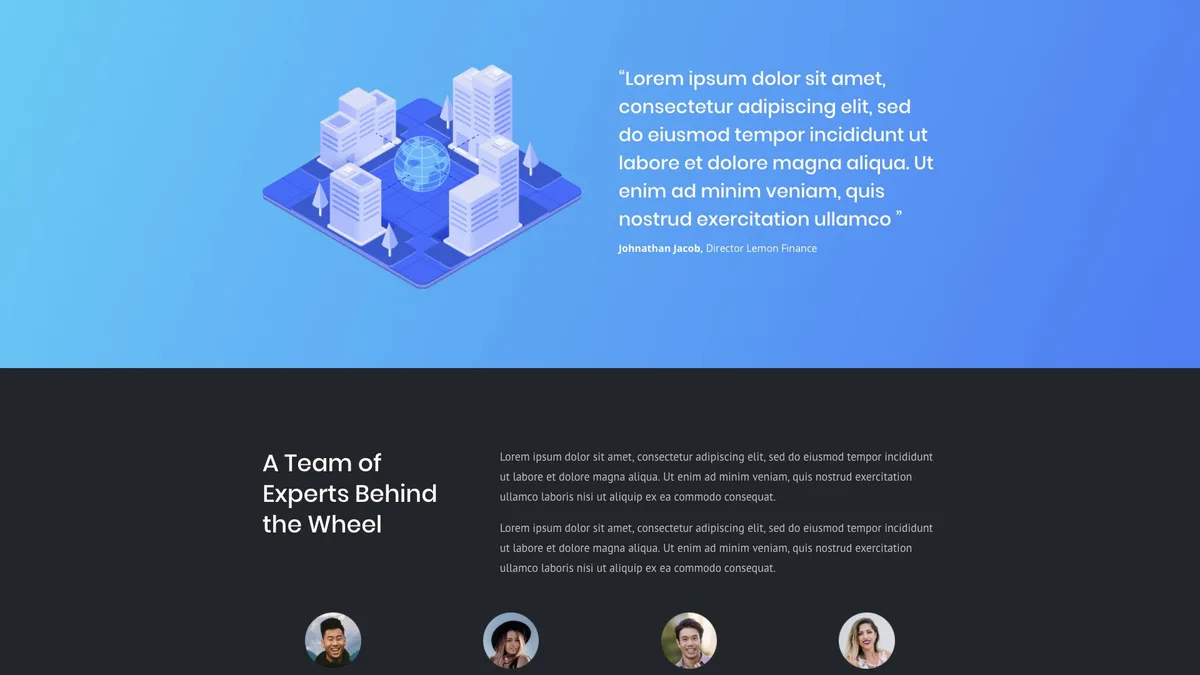 “Lorem ipsum dolor sit amet,
consectetur adipiscing elit, sed
do eiusmod tempor incididunt ut
labore et dolore magna aliqua. Ut
enim ad minim veniam, quis
nostrud exercitation ullamco ”
Johnathan Jacob, Director Lemon Finance
A Team of
Experts Behind
the Wheel
Lorem ipsum dolor sit amet, consectetur adipiscing elit, sed do eiusmod tempor incididunt
ut labore et dolore magna aliqua. Ut enim ad minim veniam, quis nostrud exercitation
ullamco laboris nisi ut aliquip ex ea commodo consequat.
Lorem ipsum dolor sit amet, consectetur adipiscing elit, sed do eiusmod tempor incididunt
ut labore et dolore magna aliqua. Ut enim ad minim veniam, quis nostrud exercitation
ullamco laboris nisi ut aliquip ex ea commodo consequat.